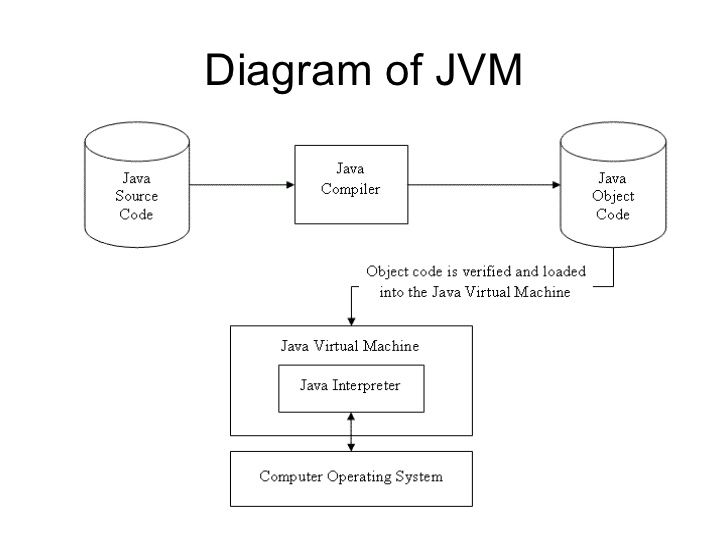 Diagram of JVM
Java
Source
Code
Java
Compiler
Java
Object
Code
Object code is verified and loaded
into the Java Virtual Machine
Java Virtual Machine
Java Interpreter
Computer Operating System